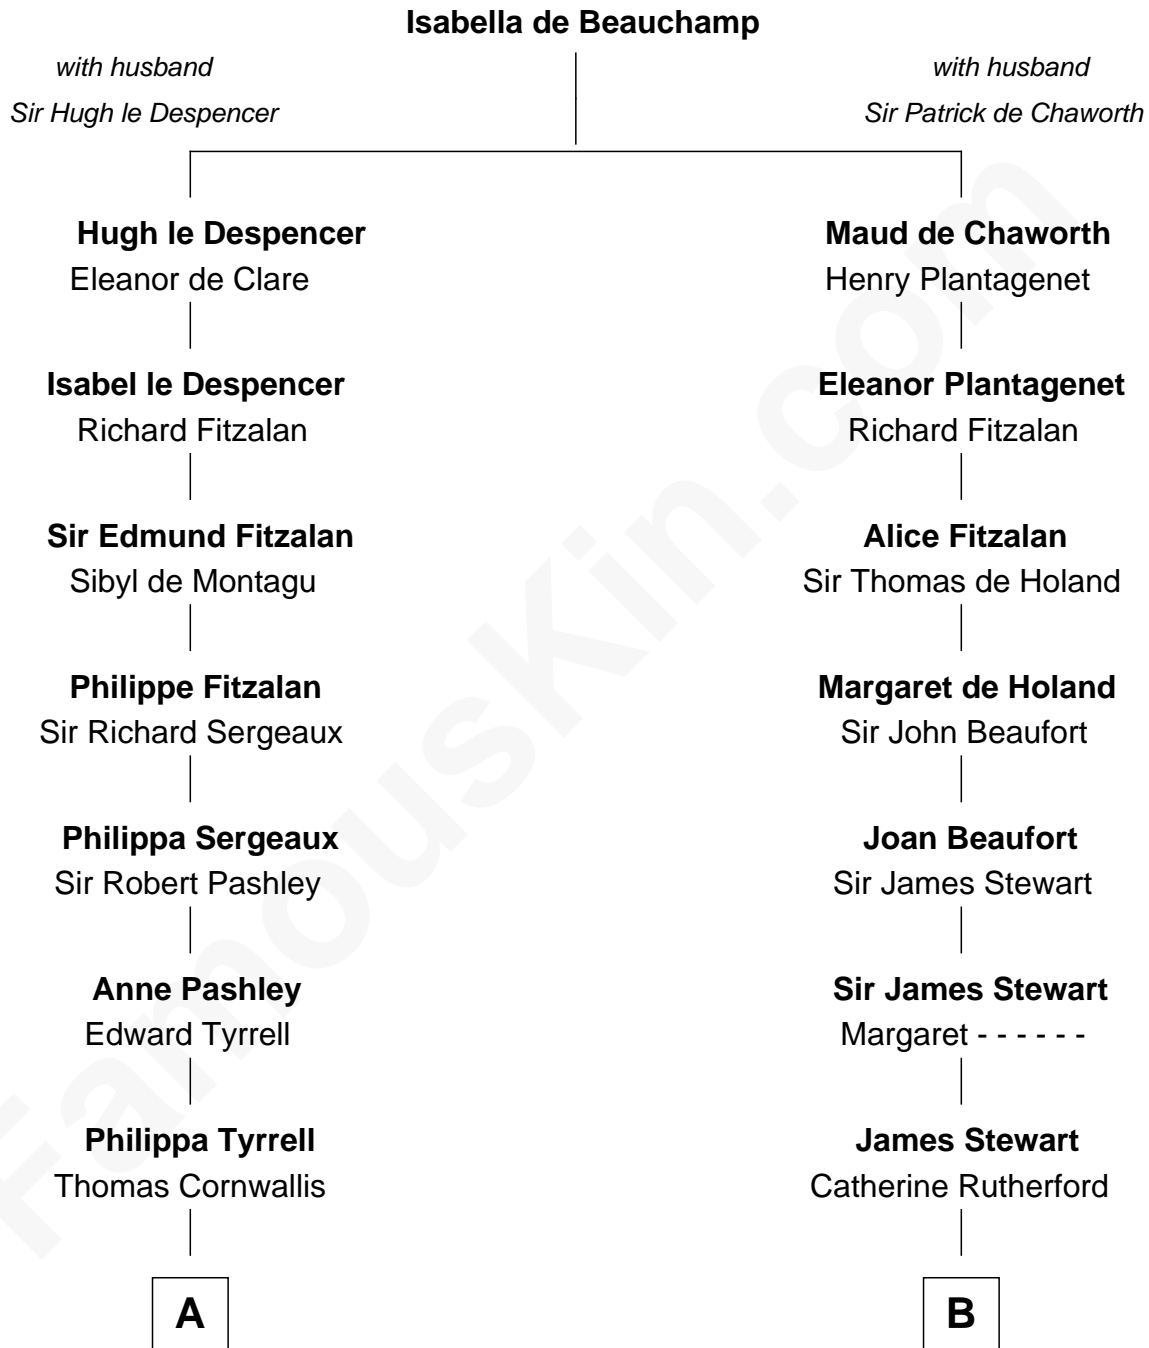 Isabella de Beauchamp
with husband
Sir Hugh le Despencer
with husband
Sir Patrick de Chaworth
Hugh le Despencer
Eleanor de Clare
Maud de Chaworth
Henry Plantagenet
Isabel le Despencer
Richard Fitzalan
Eleanor Plantagenet
Richard Fitzalan
Sir Edmund Fitzalan
Sibyl de Montagu
Alice Fitzalan
Sir Thomas de Holand
Philippe Fitzalan
Sir Richard Sergeaux
Margaret de Holand
Sir John Beaufort
Philippa Sergeaux
Sir Robert Pashley
Joan Beaufort
Sir James Stewart
Anne Pashley
Edward Tyrrell
Sir James Stewart
Margaret - - - - - -
Philippa Tyrrell
Thomas Cornwallis
James Stewart
Catherine Rutherford
A
B
FamousKin.com